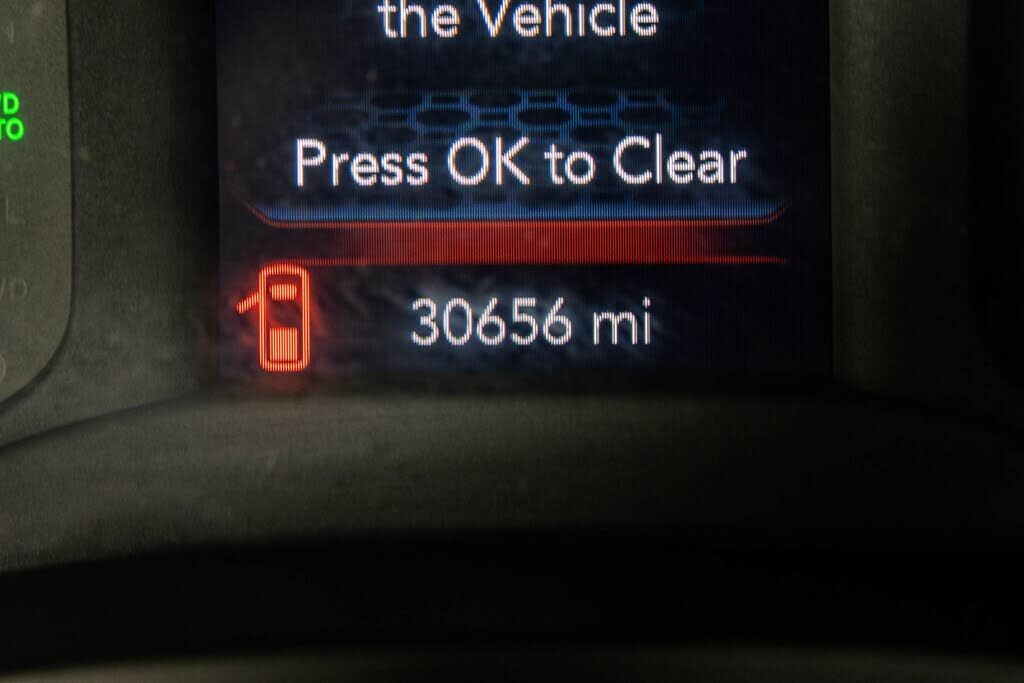 the Vehicle
Press OK to Clear
30656 mi